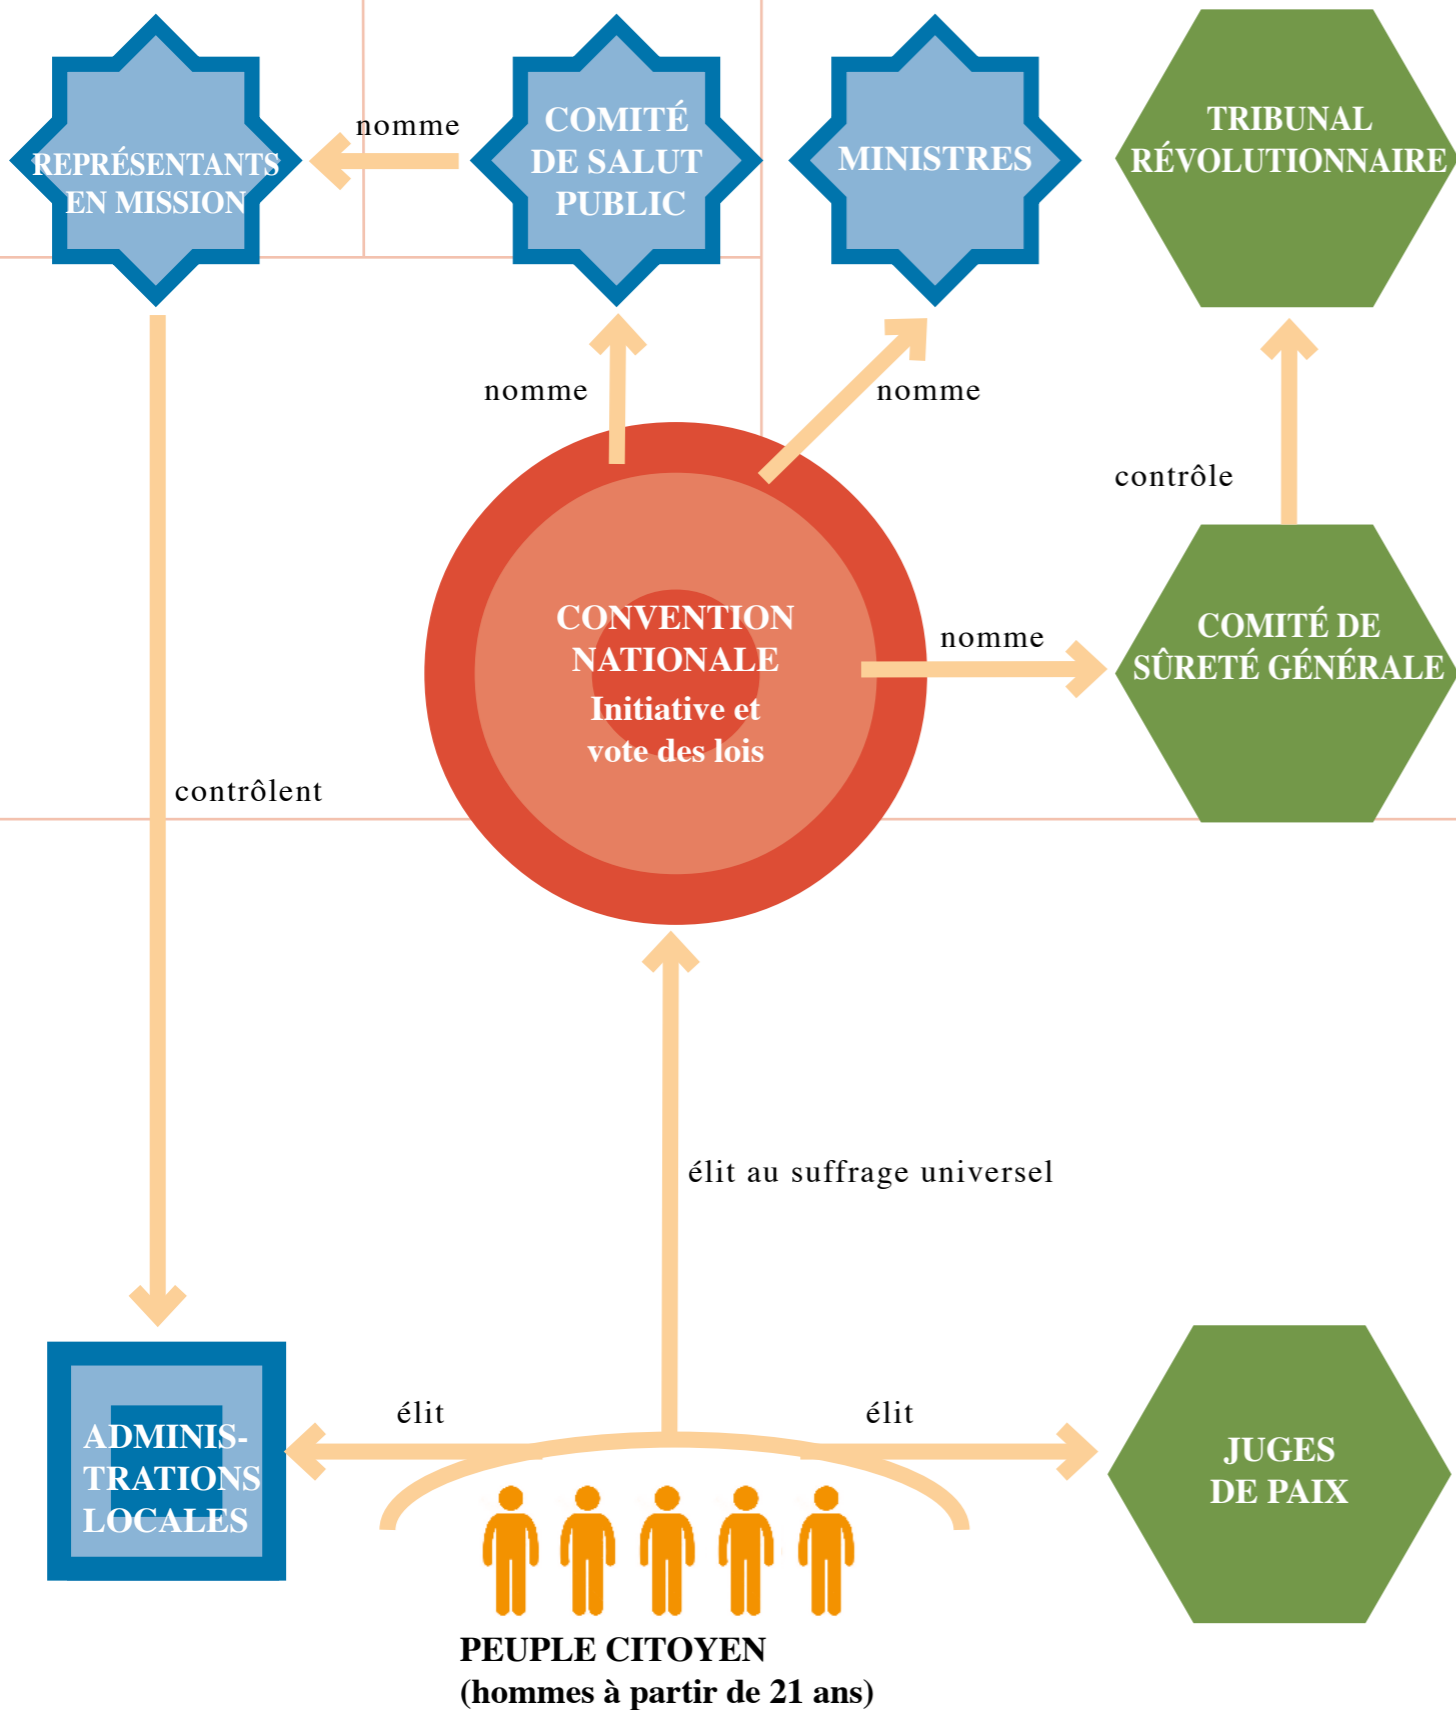 REPRÉSENTANTS
EN MISSION
nomme
COMITÉ
DE SALUT
PUBLIC
MINISTRES
TRIBUNAL
RÉVOLUTIONNAIRE
nomme
nomme
contrôle
CONVENTION
NATIONALE
Initiative et
vote des lois
nomme
COMITÉ DE
SÛRETÉ GÉNÉRALE
contrôlent
élit au suffrage universel
ADMINIS-
TRATIONS
LOCALES
élit
élit
JUGES
DE PAIX
PEUPLE CITOYEN
(hommes à partir de 21 ans)